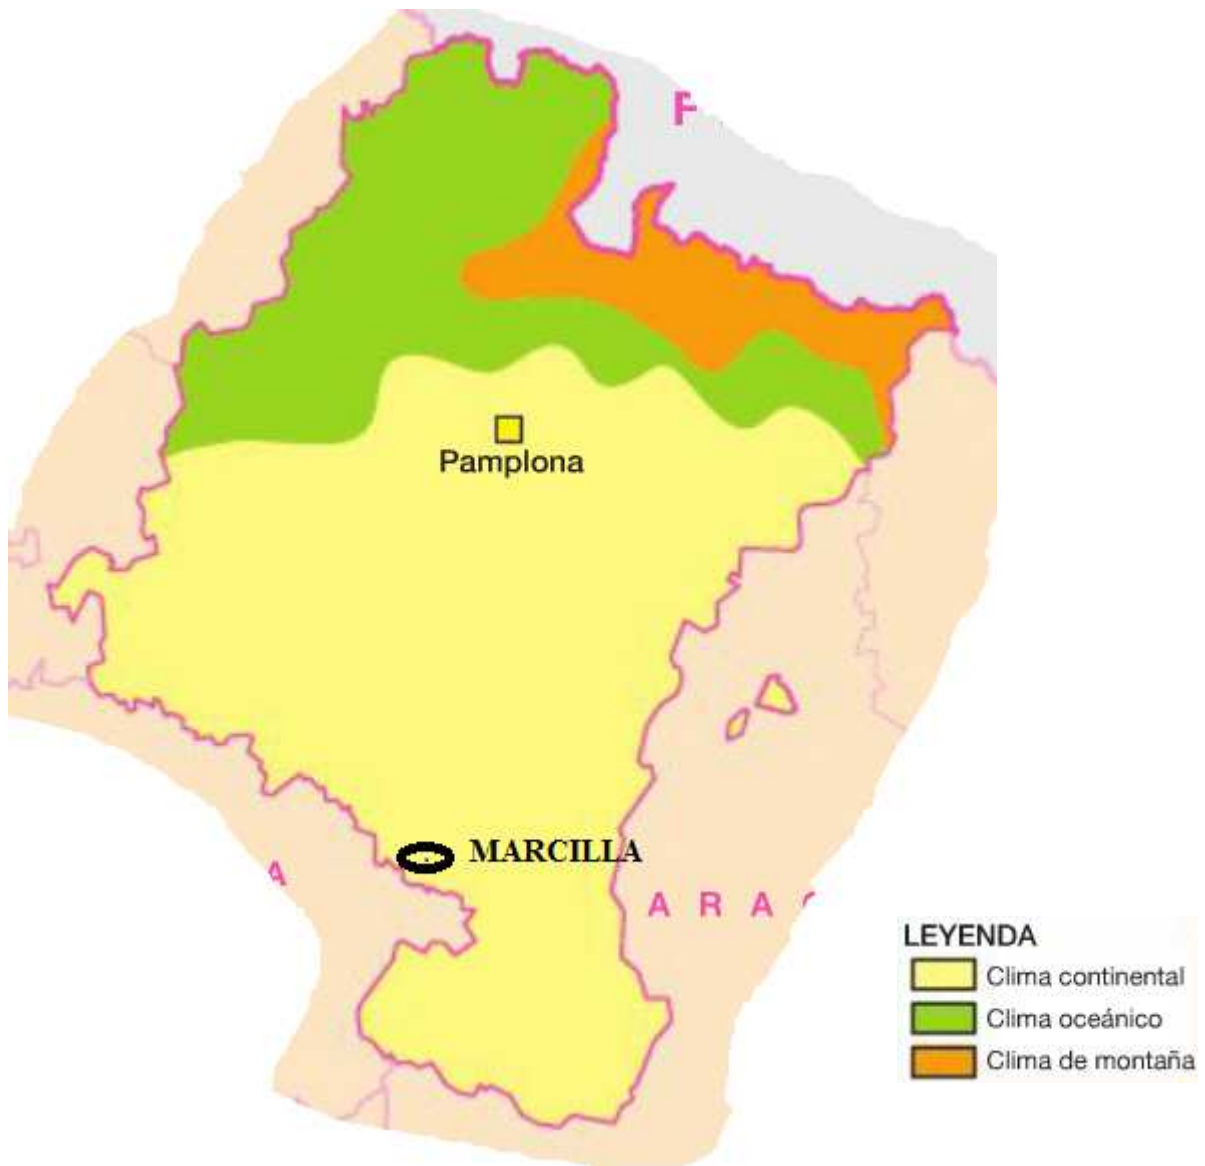 Pamplona
MARCILLA
A
A R A
LEYENDA
Clima continental
Clima oceánico
Clima de montaña